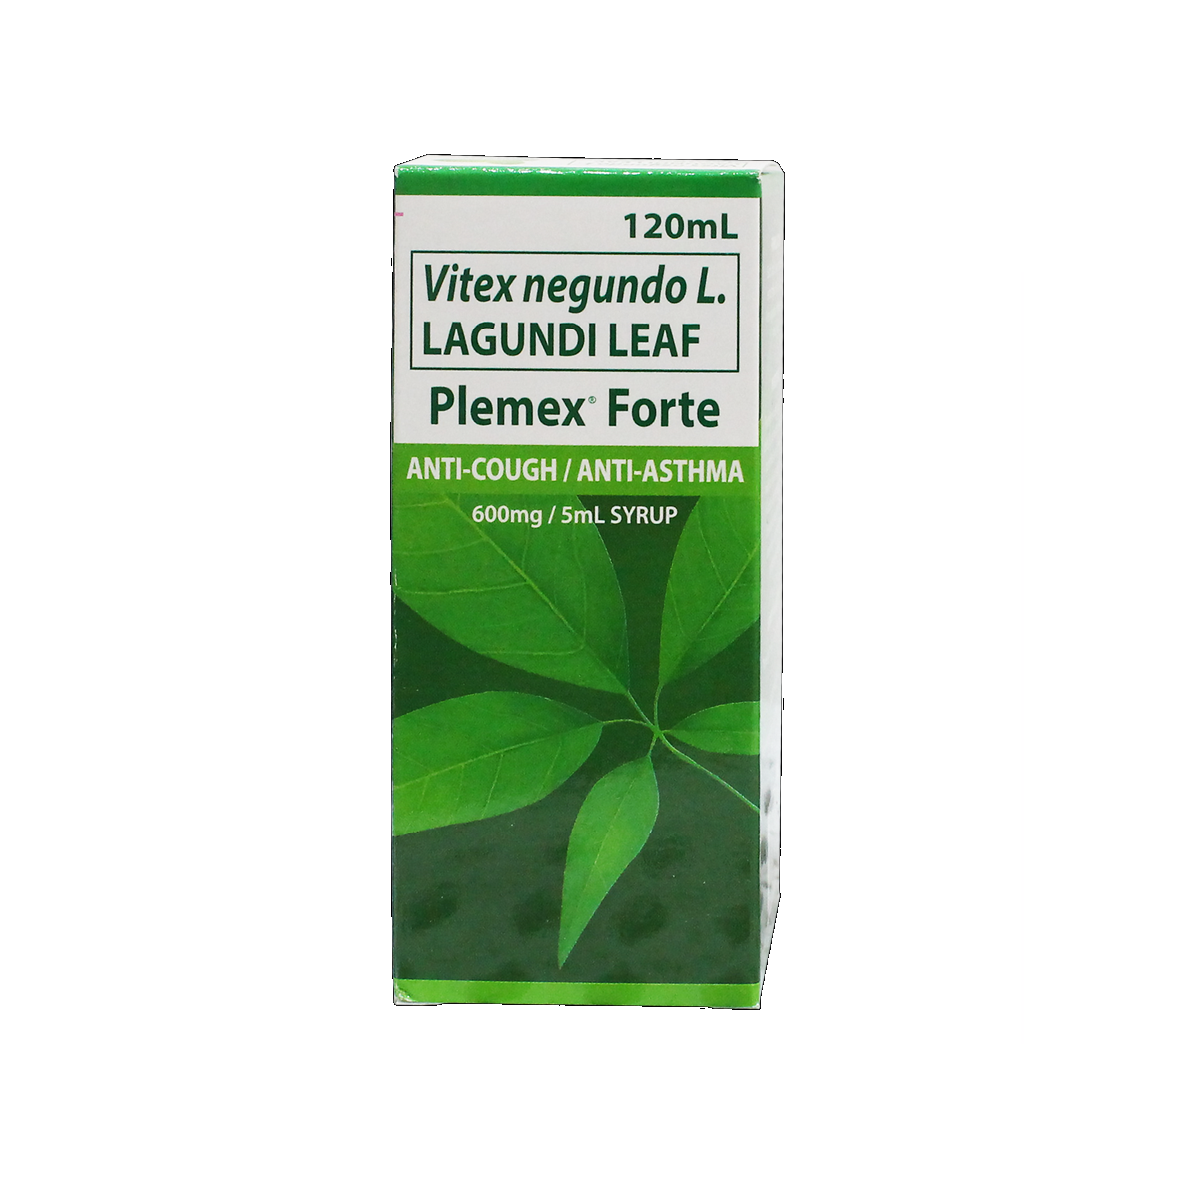 120mL
Vitex negundo L.
LAGUNDI LEAF
Plemex® Forte
ANTI-COUGH / ANTI-ASTHMA
600mg / 5mL SYRUP